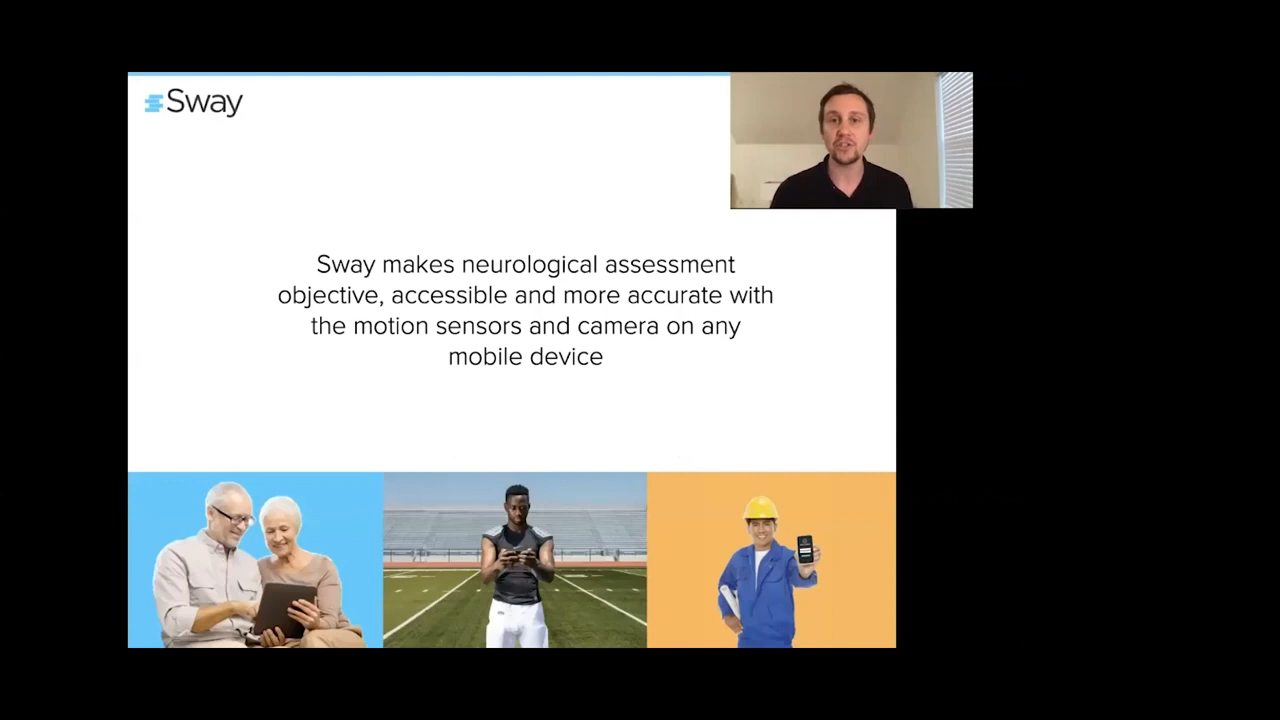 Sway
Sway makes neurological assessment
objective, accessible and more accurate with
the motion sensors and camera on any
mobile device